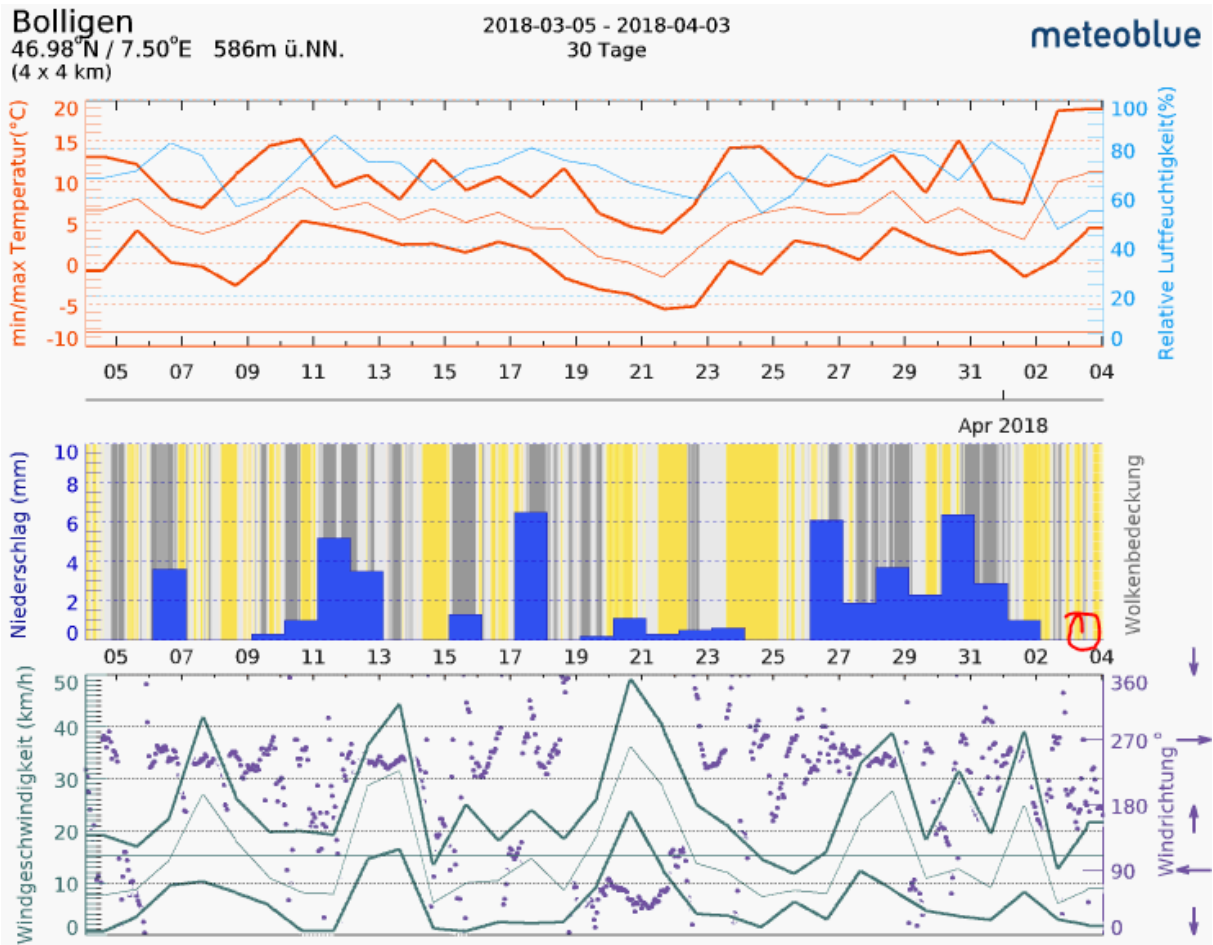 Bolligen
46.98°N / 7.50°E 586m ü.NN.
(4 x 4 km)
2018-03-05 - 2018-04-03
30 Tage
meteoblue
min/max Temperatur(°C)
20
15
10
5
0
-5
-10
Relative Luftfeuchtigkeit(%)
100
80
60
40
20
0
05 07 09 11 13 15 17 19 21 23 25 27 29 31 02 04
Apr 2018
Niederschlag (mm)
10
8
6
4
2
0
Wolkenbedeckung
05 07 09 11 13 15 17 19 21 23 25 27 29 31 02 04
Windgeschwindigkeit (km/h)
50
40
30
20
10
0
Windrichtung °
360
270
180
90
0